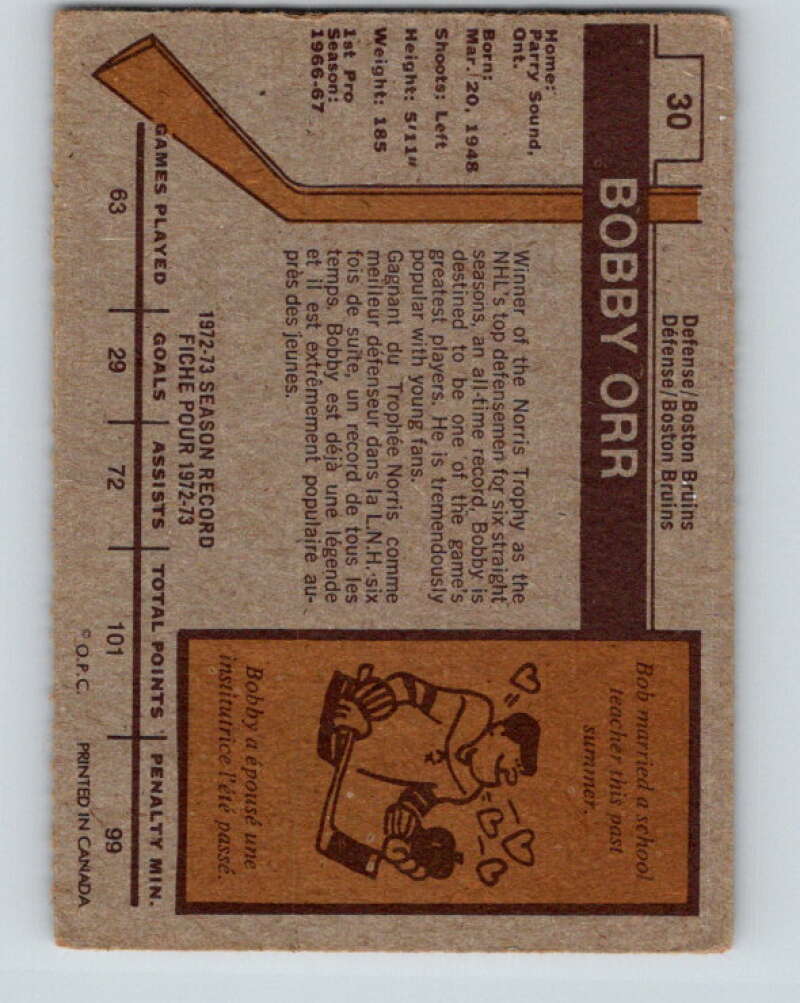 30
Defense/Boston Bruins
Défense/Boston Bruins
BOBBY ORR
Home:
Parry Sound,
Ont.
Born:
Mar. 20, 1948
Shoots: Left
Height: 5'11"
Weight: 185
1st Pro
Season:
1966-67
Winner of the Norris Trophy as the
NHL's top defensemen for six straight
seasons, an all-time record, Bobby is
destined to be one of the game's
greatest players. He is tremendously
popular with young fans.
Gagnant du Trophée Norris comme
meilleur défenseur dans la L.N.H. six
fois de suite, un record de tous les
temps, Bobby est déjà une légende
et il est extrêmement populaire au-
près des jeunes.
Bob married a school
teacher this past
summer.
Bobby a épousé une
institutrice l'été passé.
1972-73 SEASON RECORD
FICHE POUR 1972-73
GAMES PLAYED GOALS ASSISTS TOTAL POINTS PENALTY MIN.
63 29 72 101 99
© O.P.C. PRINTED IN CANADA